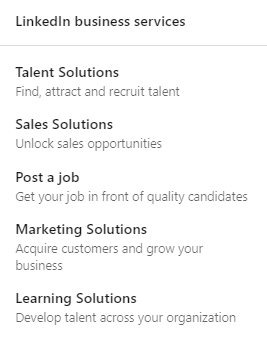 LinkedIn business services
Talent Solutions
Find, attract and recruit talent
Sales Solutions
Unlock sales opportunities
Post a job
Get your job in front of quality candidates
Marketing Solutions
Acquire customers and grow your
business
Learning Solutions
Develop talent across your organization